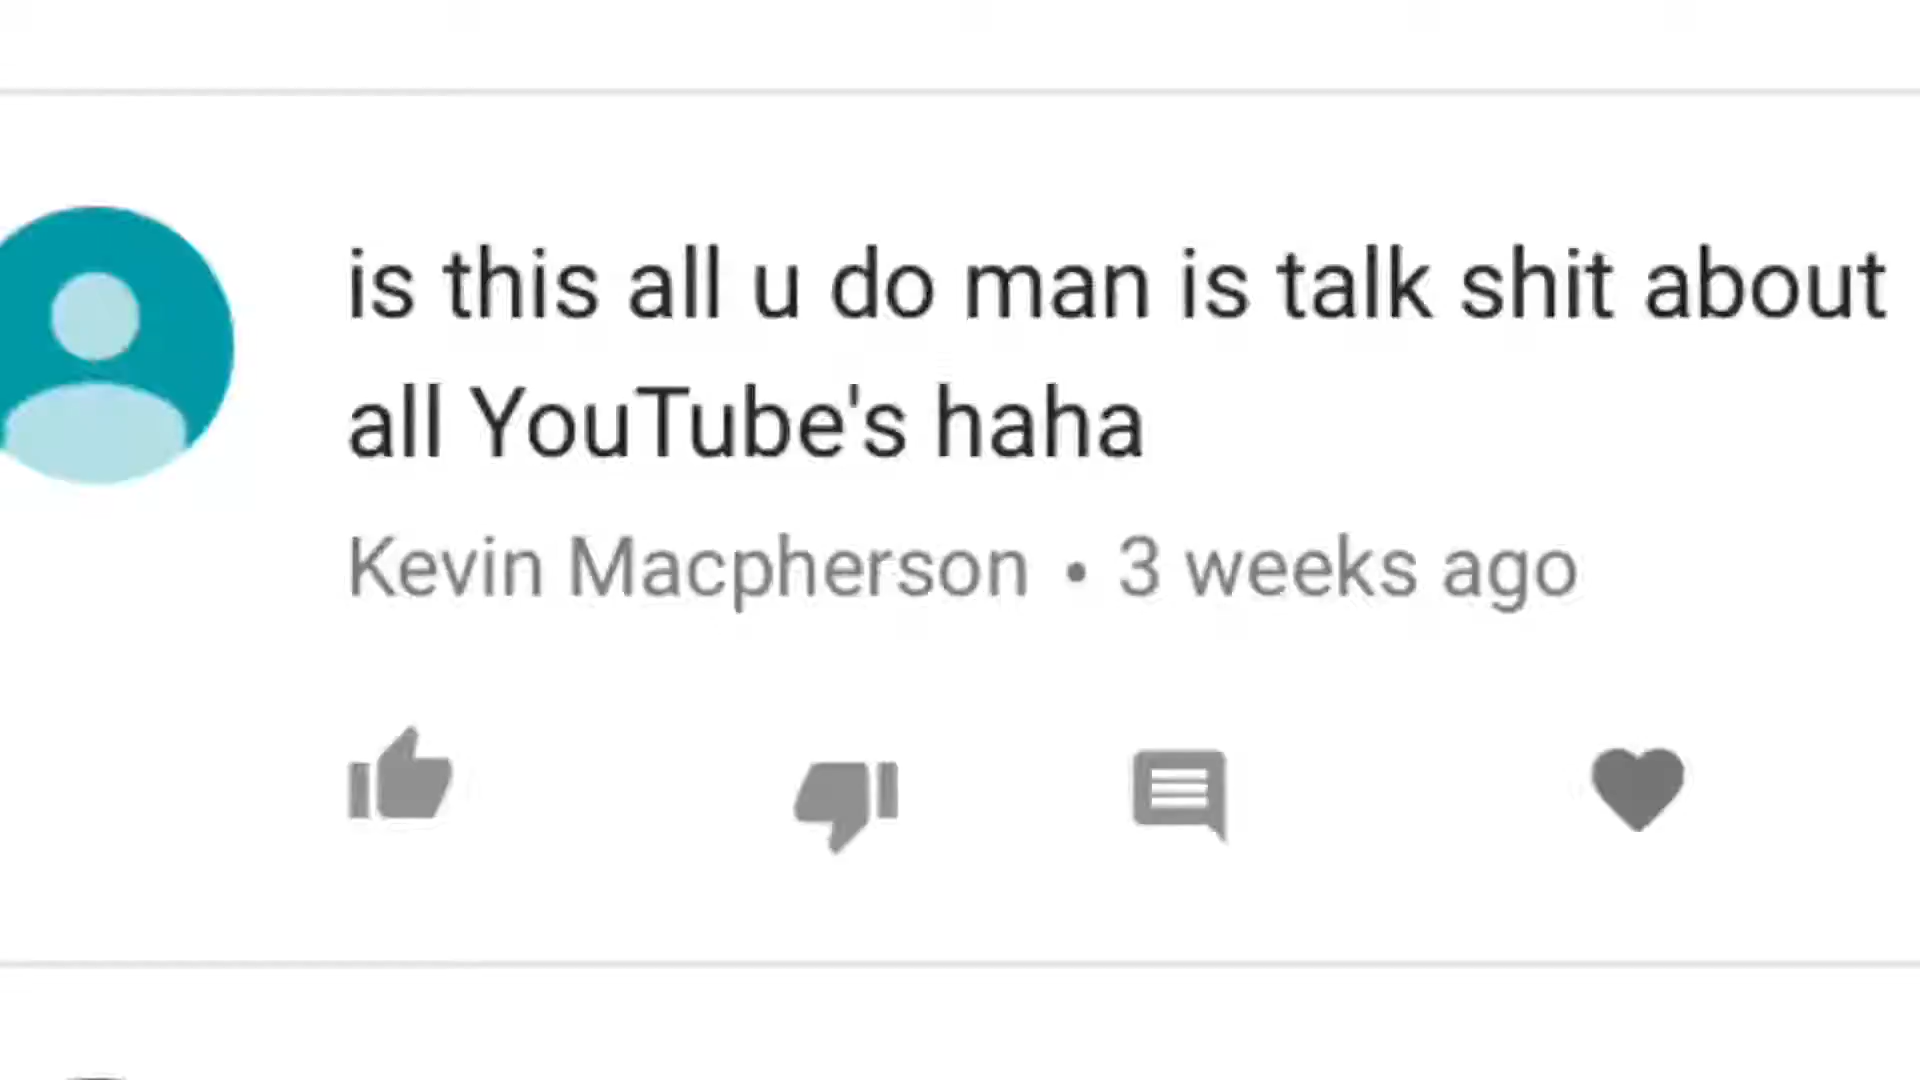 is this all u do man is talk shit about
all YouTube's haha
Kevin Macpherson • 3 weeks ago